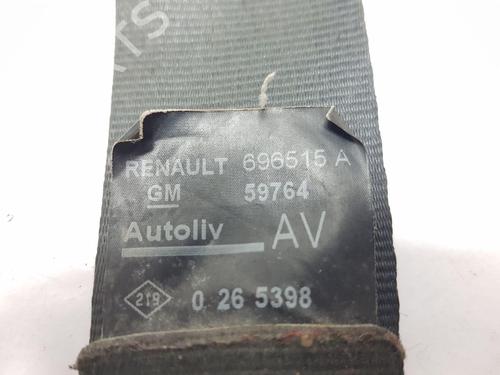 RENAULT 696515 A
GM 59764
Autoliv AV
219 0 26 5398